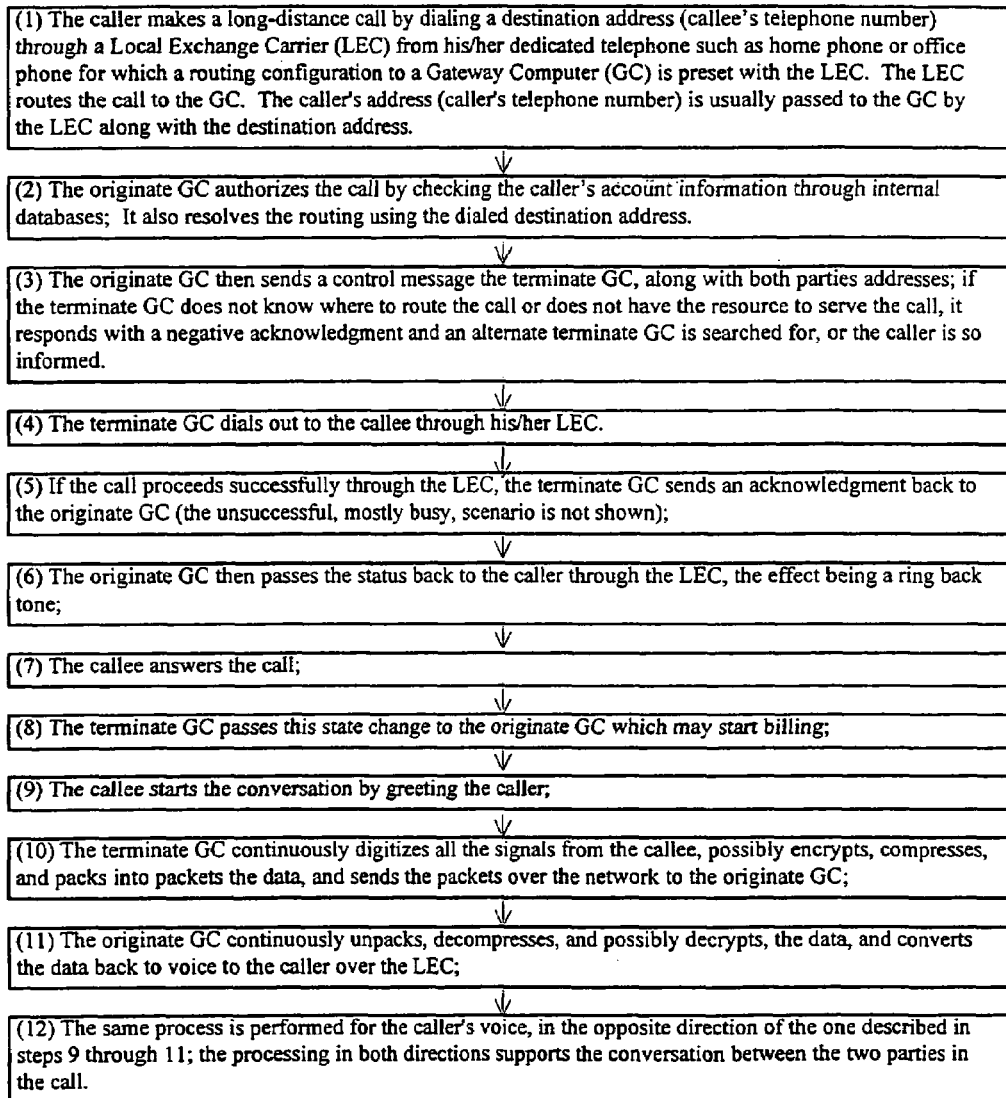 (1) The caller makes a long-distance call by dialing a destination address (callee's telephone number)
through a Local Exchange Carrier (LEC) from his/her dedicated telephone such as home phone or office
phone for which a routing configuration to a Gateway Computer (GC) is preset with the LEC. The LEC
routes the call to the GC. The caller's address (caller's telephone number) is usually passed to the GC by
the LEC along with the destination address.
(2) The originate GC authorizes the call by checking the caller's account information through internal
databases; It also resolves the routing using the dialed destination address.
(3) The originate GC then sends a control message the terminate GC, along with both parties addresses; if
the terminate GC does not know where to route the call or does not have the resource to serve the call, it
responds with a negative acknowledgment and an alternate terminate GC is searched for, or the caller is so
informed.
(4) The terminate GC dials out to the callee through his/her LEC.
(5) If the call proceeds successfully through the LEC, the terminate GC sends an acknowledgment back to
the originate GC (the unsuccessful, mostly busy, scenario is not shown);
(6) The originate GC then passes the status back to the caller through the LEC, the effect being a ring back
tone;
(7) The callee answers the call;
(8) The terminate GC passes this state change to the originate GC which may start billing;
(9) The callee starts the conversation by greeting the caller;
(10) The terminate GC continuously digitizes all the signals from the callee, possibly encrypts, compresses,
and packs into packets the data, and sends the packets over the network to the originate GC;
(11) The originate GC continuously unpacks, decompresses, and possibly decrypts, the data, and converts
the data back to voice to the caller over the LEC;
(12) The same process is performed for the caller's voice, in the opposite direction of the one described in
steps 9 through 11; the processing in both directions supports the conversation between the two parties in
the call.